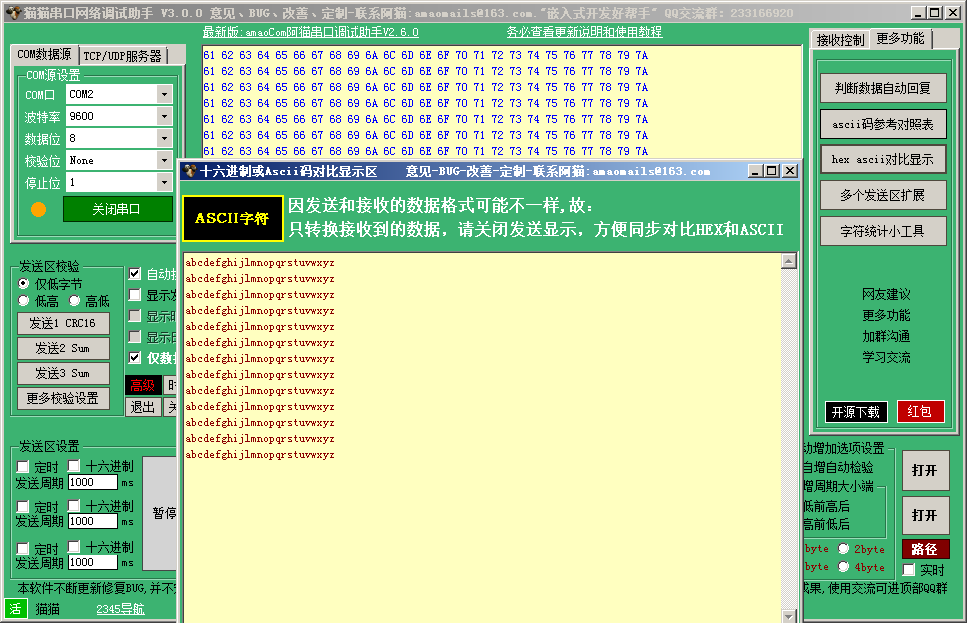 猫猫串口网络调试助手 V3.0.0 意见、BUG、改善、定制-联系阿猫:amaomails@163.com."嵌入式开发好帮手" QQ交流群: 233166920
最新版:amaoCom阿猫串口调试助手V2.6.0
务必查看更新说明和使用教程
COM数据源
TCP/UDP服务器
COM源设置
COM口
COM2
波特率
9600
数据位
8
校验位
None
停止位
1
关闭串口
61 62 63 64 65 66 67 68 69 6A 6C 6D 6E 6F 70 71 72 73 74 75 76 77 78 79 7A
61 62 63 64 65 66 67 68 69 6A 6C 6D 6E 6F 70 71 72 73 74 75 76 77 78 79 7A
61 62 63 64 65 66 67 68 69 6A 6C 6D 6E 6F 70 71 72 73 74 75 76 77 78 79 7A
61 62 63 64 65 66 67 68 69 6A 6C 6D 6E 6F 70 71 72 73 74 75 76 77 78 79 7A
61 62 63 64 65 66 67 68 69 6A 6C 6D 6E 6F 70 71 72 73 74 75 76 77 78 79 7A
61 62 63 64 65 66 67 68 69 6A 6C 6D 6E 6F 70 71 72 73 74 75 76 77 78 79 7A
61 62 63 64 65 66 67 68 69 6A 6C 6D 6E 6F 70 71 72 73 74 75 76 77 78 79 7A
十六进制或Ascii码对比显示区 意见-BUG-改善-定制-联系阿猫:amaomails@163.com
ASCII字符
因发送和接收的数据格式可能不一样,故:
只转换接收到的数据, 请关闭发送显示, 方便同步对比HEX和ASCII
abcdefghijlmnopqrstuvwxyz
abcdefghijlmnopqrstuvwxyz
abcdefghijlmnopqrstuvwxyz
abcdefghijlmnopqrstuvwxyz
abcdefghijlmnopqrstuvwxyz
abcdefghijlmnopqrstuvwxyz
abcdefghijlmnopqrstuvwxyz
abcdefghijlmnopqrstuvwxyz
abcdefghijlmnopqrstuvwxyz
abcdefghijlmnopqrstuvwxyz
abcdefghijlmnopqrstuvwxyz
abcdefghijlmnopqrstuvwxyz
abcdefghijlmnopqrstuvwxyz
接收控制
更多功能
判断数据自动回复
ascii码参考对照表
hex ascii对比显示
多个发送区扩展
字符统计小工具
网友建议
更多功能
加群沟通
学习交流
开源下载
红包
发送区校验
仅低字节
低高
高低
发送1 CRC16
发送2 Sum
发送3 Sum
更多校验设置
自动
显示
显示
显示
仅数
高级
时
退出
关
发送区设置
定时
十六进制
发送周期
1000
ms
定时
十六进制
发送周期
1000
ms
定时
十六进制
发送周期
1000
ms
暂停
动增加选项设置
自增自动检验
增周期大小端
低前高后
高前低后
byte
2byte
byte
4byte
打开
打开
路径
实时
本软件不断更新修复BUG,并不
成果, 使用交流可进顶部QQ群
活
猫猫
2345导航